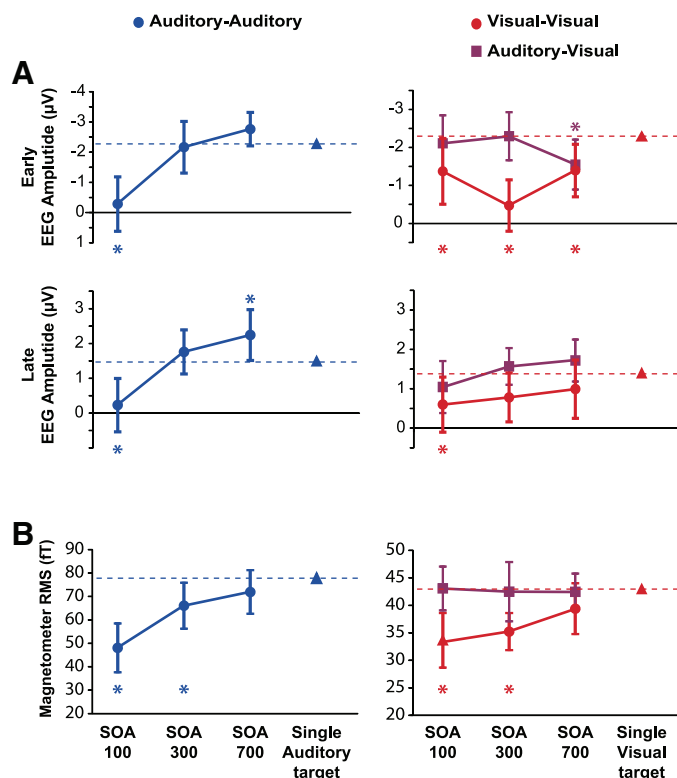 Auditory-Auditory
Visual-Visual
Auditory-Visual
A
Early
EEG Amplutide (µV)
-4
-3
-2
-1
0
1
-3
-2
-1
0
*
*
*
*
*
Late
EEG Amplutide (µV)
3
2
1
0
3
2
1
0
*
*
*
B
Magnetometer RMS (fT)
90
80
70
60
50
40
30
20
50
45
40
35
30
25
20
*
*
*
*
SOA 100
SOA 300
SOA 700
Single Auditory target
SOA 100
SOA 300
SOA 700
Single Visual target